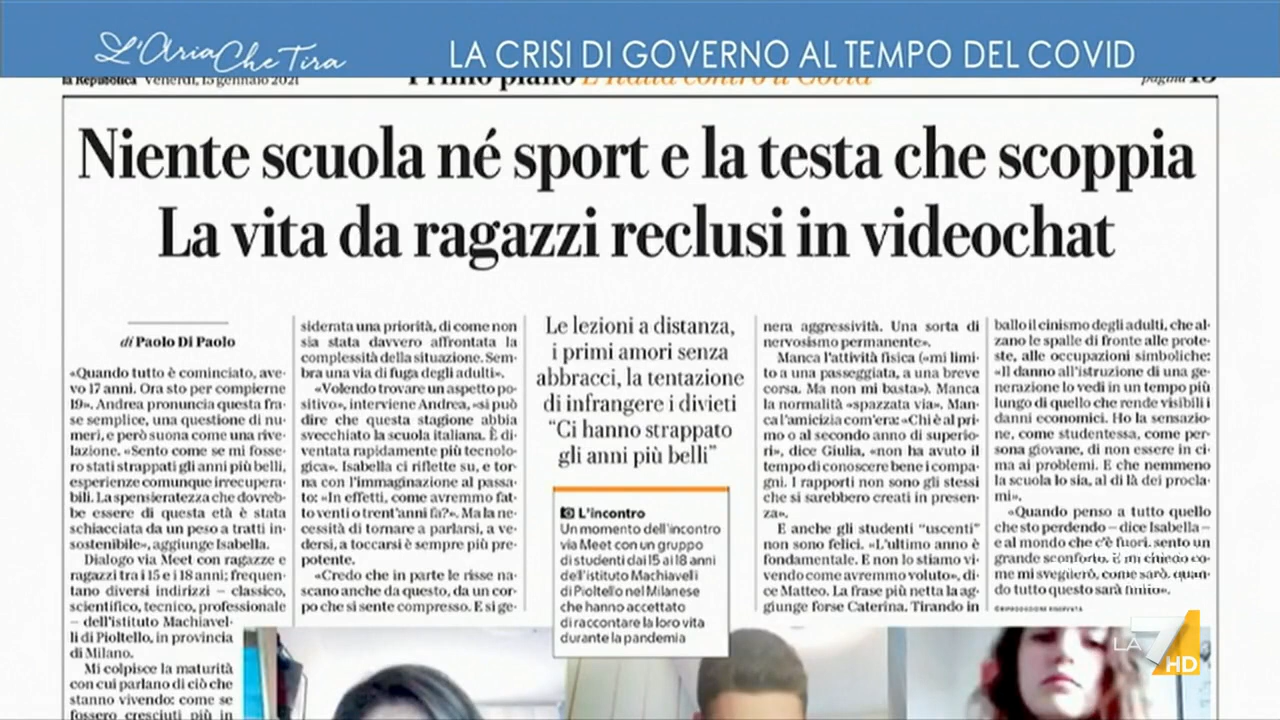 L'Aria Che Tira
LA CRISI DI GOVERNO AL TEMPO DEL COVID
la Repubblica Venerdì, 15 gennaio 2021
Primo piano L'Italia contro il Covid
pagina 13
Niente scuola né sport e la testa che scoppia
La vita da ragazzi reclusi in videochat
di Paolo Di Paolo
«Quando tutto è cominciato, ave-
vo 17 anni. Ora sto per compierne
19». Andrea pronuncia questa fra-
se semplice, una questione di nu-
meri, e però suona come una rive-
lazione. «Sento come se mi fosse-
ro stati strappati gli anni più belli,
esperienze comunque irrecupera-
bili. La spensieratezza che dovreb-
be essere di questa età è stata
schiacciata da un peso a tratti in-
sostenibile», aggiunge Isabella.
Dialogo via Meet con ragazze e
ragazzi tra i 15 e i 18 anni; frequen-
tano diversi indirizzi – classico,
scientifico, tecnico, professionale
– dell'istituto Machiavel-
li di Pioltello, in provincia
di Milano.
Mi colpisce la maturità
con cui parlano di ciò che
stanno vivendo: come se
fossero cresciuti più in
siderata una priorità, di come non
sia stata davvero affrontata la
complessità della situazione. Sem-
bra una via di fuga degli adulti».
«Volendo trovare un aspetto po-
sitivo», interviene Andrea, «si può
dire che questa stagione abbia
svecchiato la scuola italiana. È di-
ventata rapidamente più tecnolo-
gica». Isabella ci riflette su, e tor-
na con l'immaginazione al passa-
to: «In effetti, come avremmo fat-
to venti o trent'anni fa?». Ma la ne-
cessità di tornare a parlarsi, a ve-
dersi, a toccarsi è sempre più pre-
potente.
«Credo che in parte le risse na-
scano anche da questo, da un cor-
po che si sente compresso. E si ge-
Le lezioni a distanza,
i primi amori senza
abbracci, la tentazione
di infrangere i divieti
“Ci hanno strappato
gli anni più belli”
L'incontro
Un momento dell'incontro
via Meet con un gruppo
di studenti dai 15 ai 18 anni
dell'istituto Machiaveli
di Pioltello nel Milanese
che hanno accettato
di raccontare la loro vita
durante la pandemia
nera aggressività. Una sorta di
nervosismo permanente».
Manca l'attività fisica («mi limi-
to a una passeggiata, a una breve
corsa. Ma non mi basta»). Manca
la normalità «spazzata via». Man-
ca l'amicizia com'era: «Chi è al pri-
mo o al secondo anno di superio-
ri», dice Giulia, «non ha avuto il
tempo di conoscere bene i compa-
gni. I rapporti non sono gli stessi
che si sarebbero creati in presen-
za».
E anche gli studenti “uscenti”
non sono felici. «L'ultimo anno è
fondamentale. E non lo stiamo vi-
vendo come avremmo voluto», di-
ce Matteo. La frase più netta la ag-
giunge forse Caterina. Tirando in
ballo il cinismo degli adulti, che al-
zano le spalle di fronte alle prote-
ste, alle occupazioni simboliche:
«Il danno all'istruzione di una ge-
nerazione lo vedi in un tempo più
lungo di quello che rende visibili i
danni economici. Ho la sensazio-
ne, come studentessa, come per-
sona giovane, di non essere in ci-
ma ai problemi. E che nemmeno
la scuola lo sia, al di là dei procla-
mi».
«Quando penso a tutto quello
che sto perdendo – dice Isabella –
e al mondo che c'è fuori, sento un
grande sconforto. E mi chiedo co-
me mi sveglierò, come sarò, quan-
do tutto questo sarà finito».
©RIPRODUZIONE RISERVATA
LA 7 HD